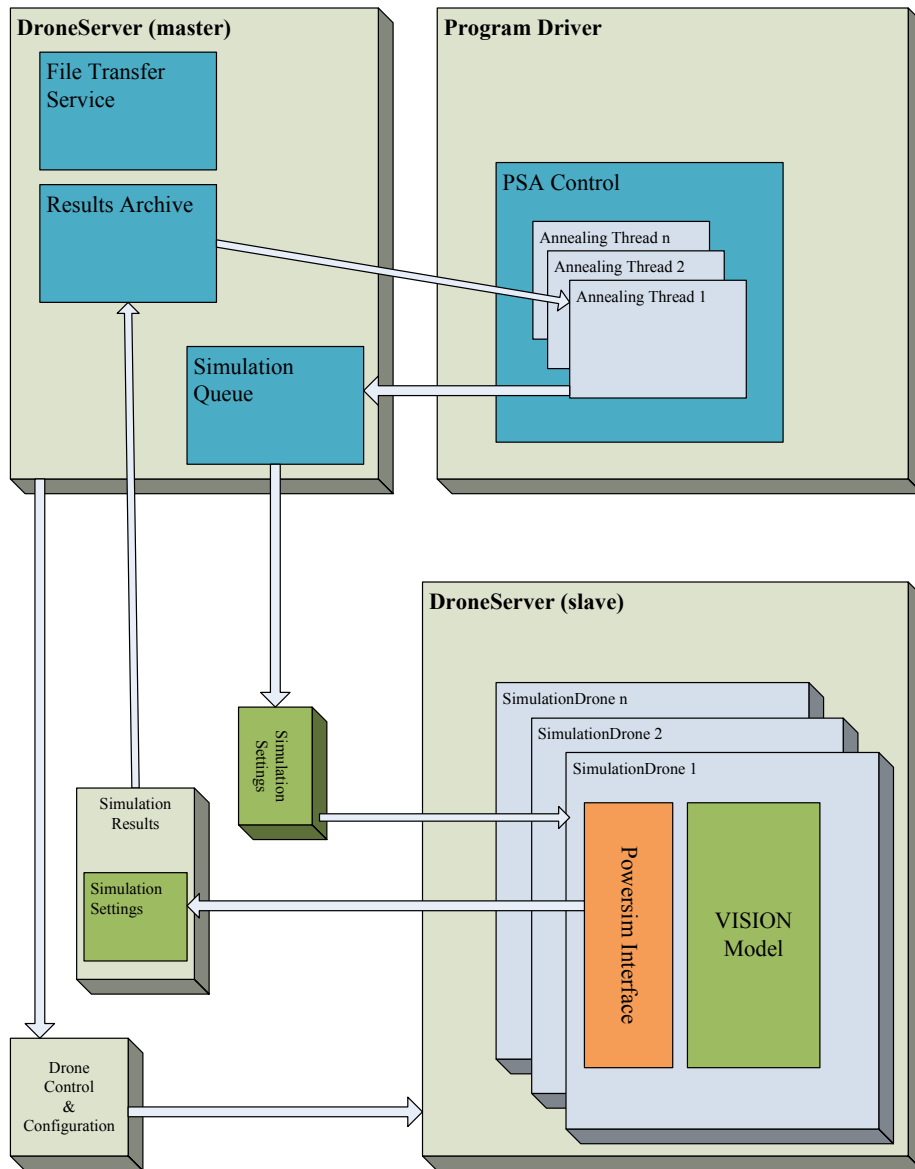 DroneServer (master)
File Transfer
Service
Results Archive
Simulation
Queue
Program Driver
PSA Control
Annealing Thread n
Annealing Thread 2
Annealing Thread 1
DroneServer (slave)
SimulationDrone n
SimulationDrone 2
SimulationDrone 1
Powersim Interface
VISION
Model
Simulation
Settings
Simulation
Results
Simulation
Settings
Drone
Control
&
Configuration